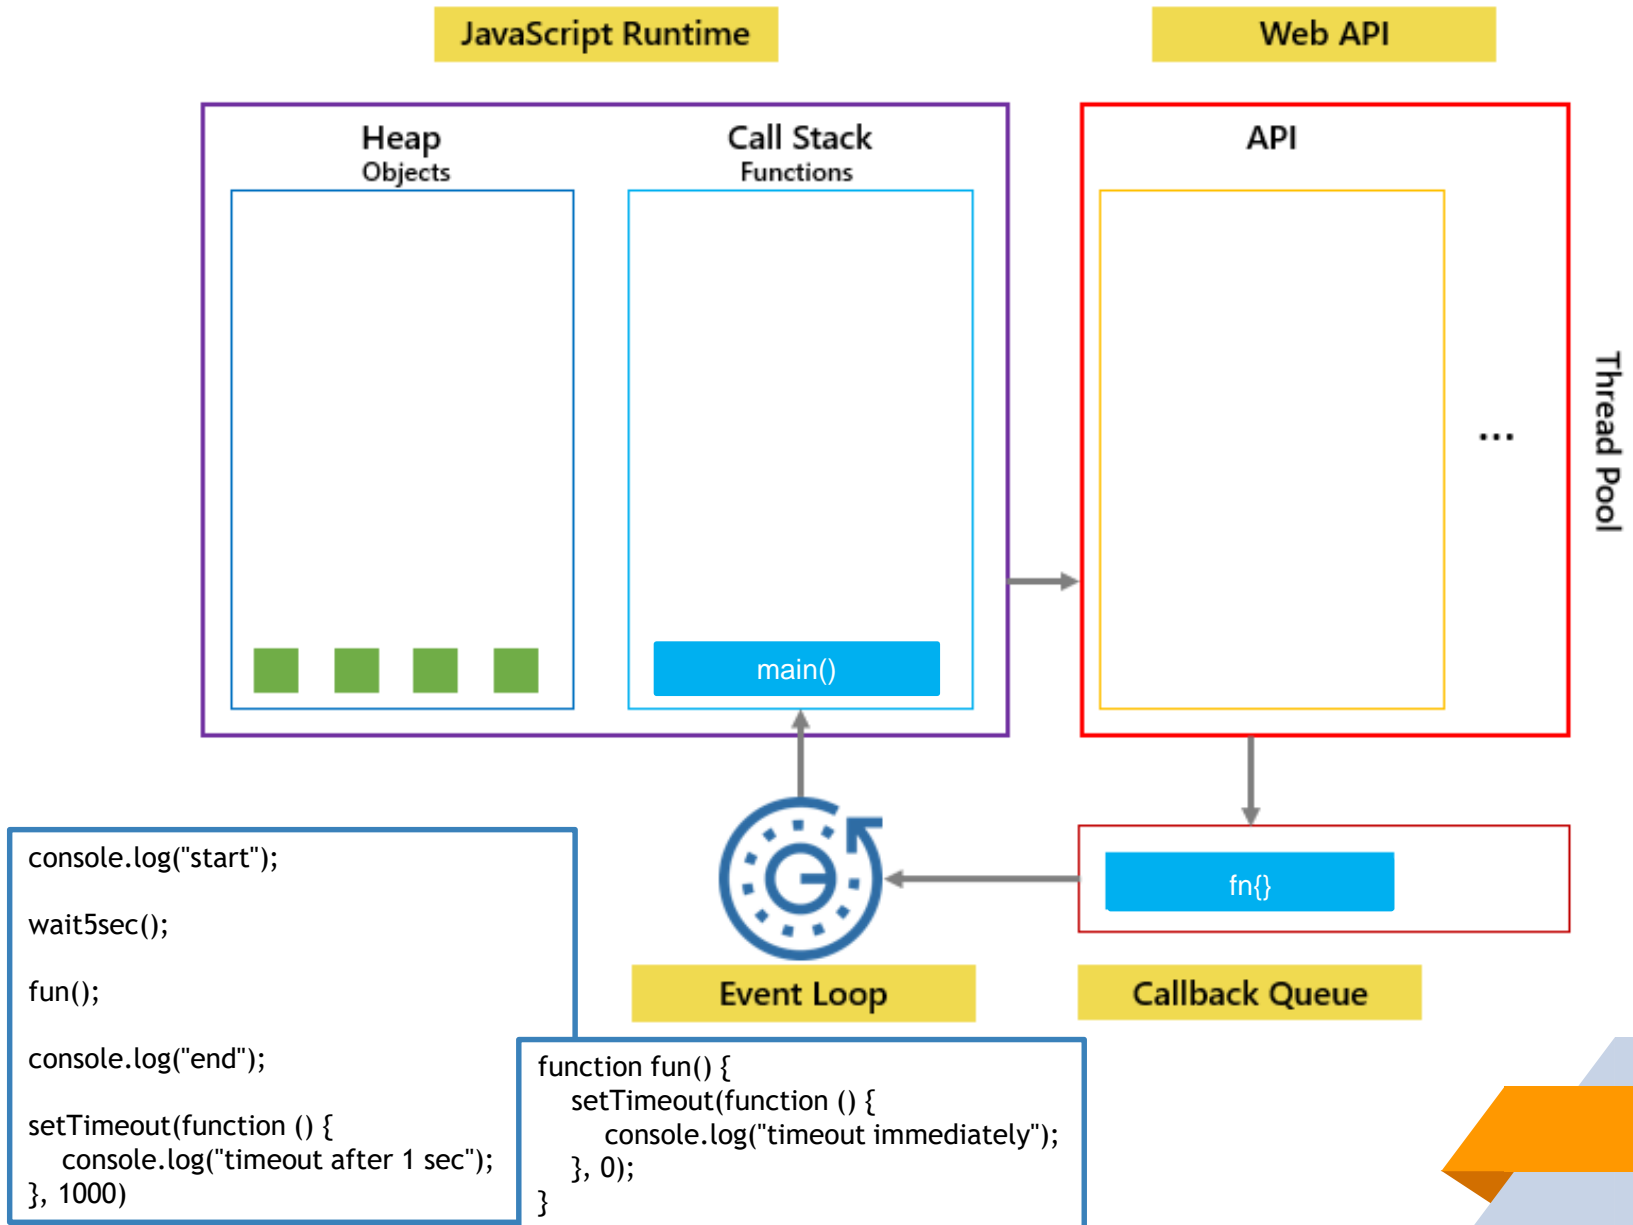 JavaScript Runtime
Web API
Heap
Objects
Call Stack
Functions
API
...
Thread Pool
main()
fn{}
Event Loop
Callback Queue
console.log("start");
wait5sec();
fun();
console.log("end");
setTimeout(function () {
console.log("timeout after 1 sec");
}, 1000)
function fun() {
setTimeout(function () {
console.log("timeout immediately");
}, 0);
}